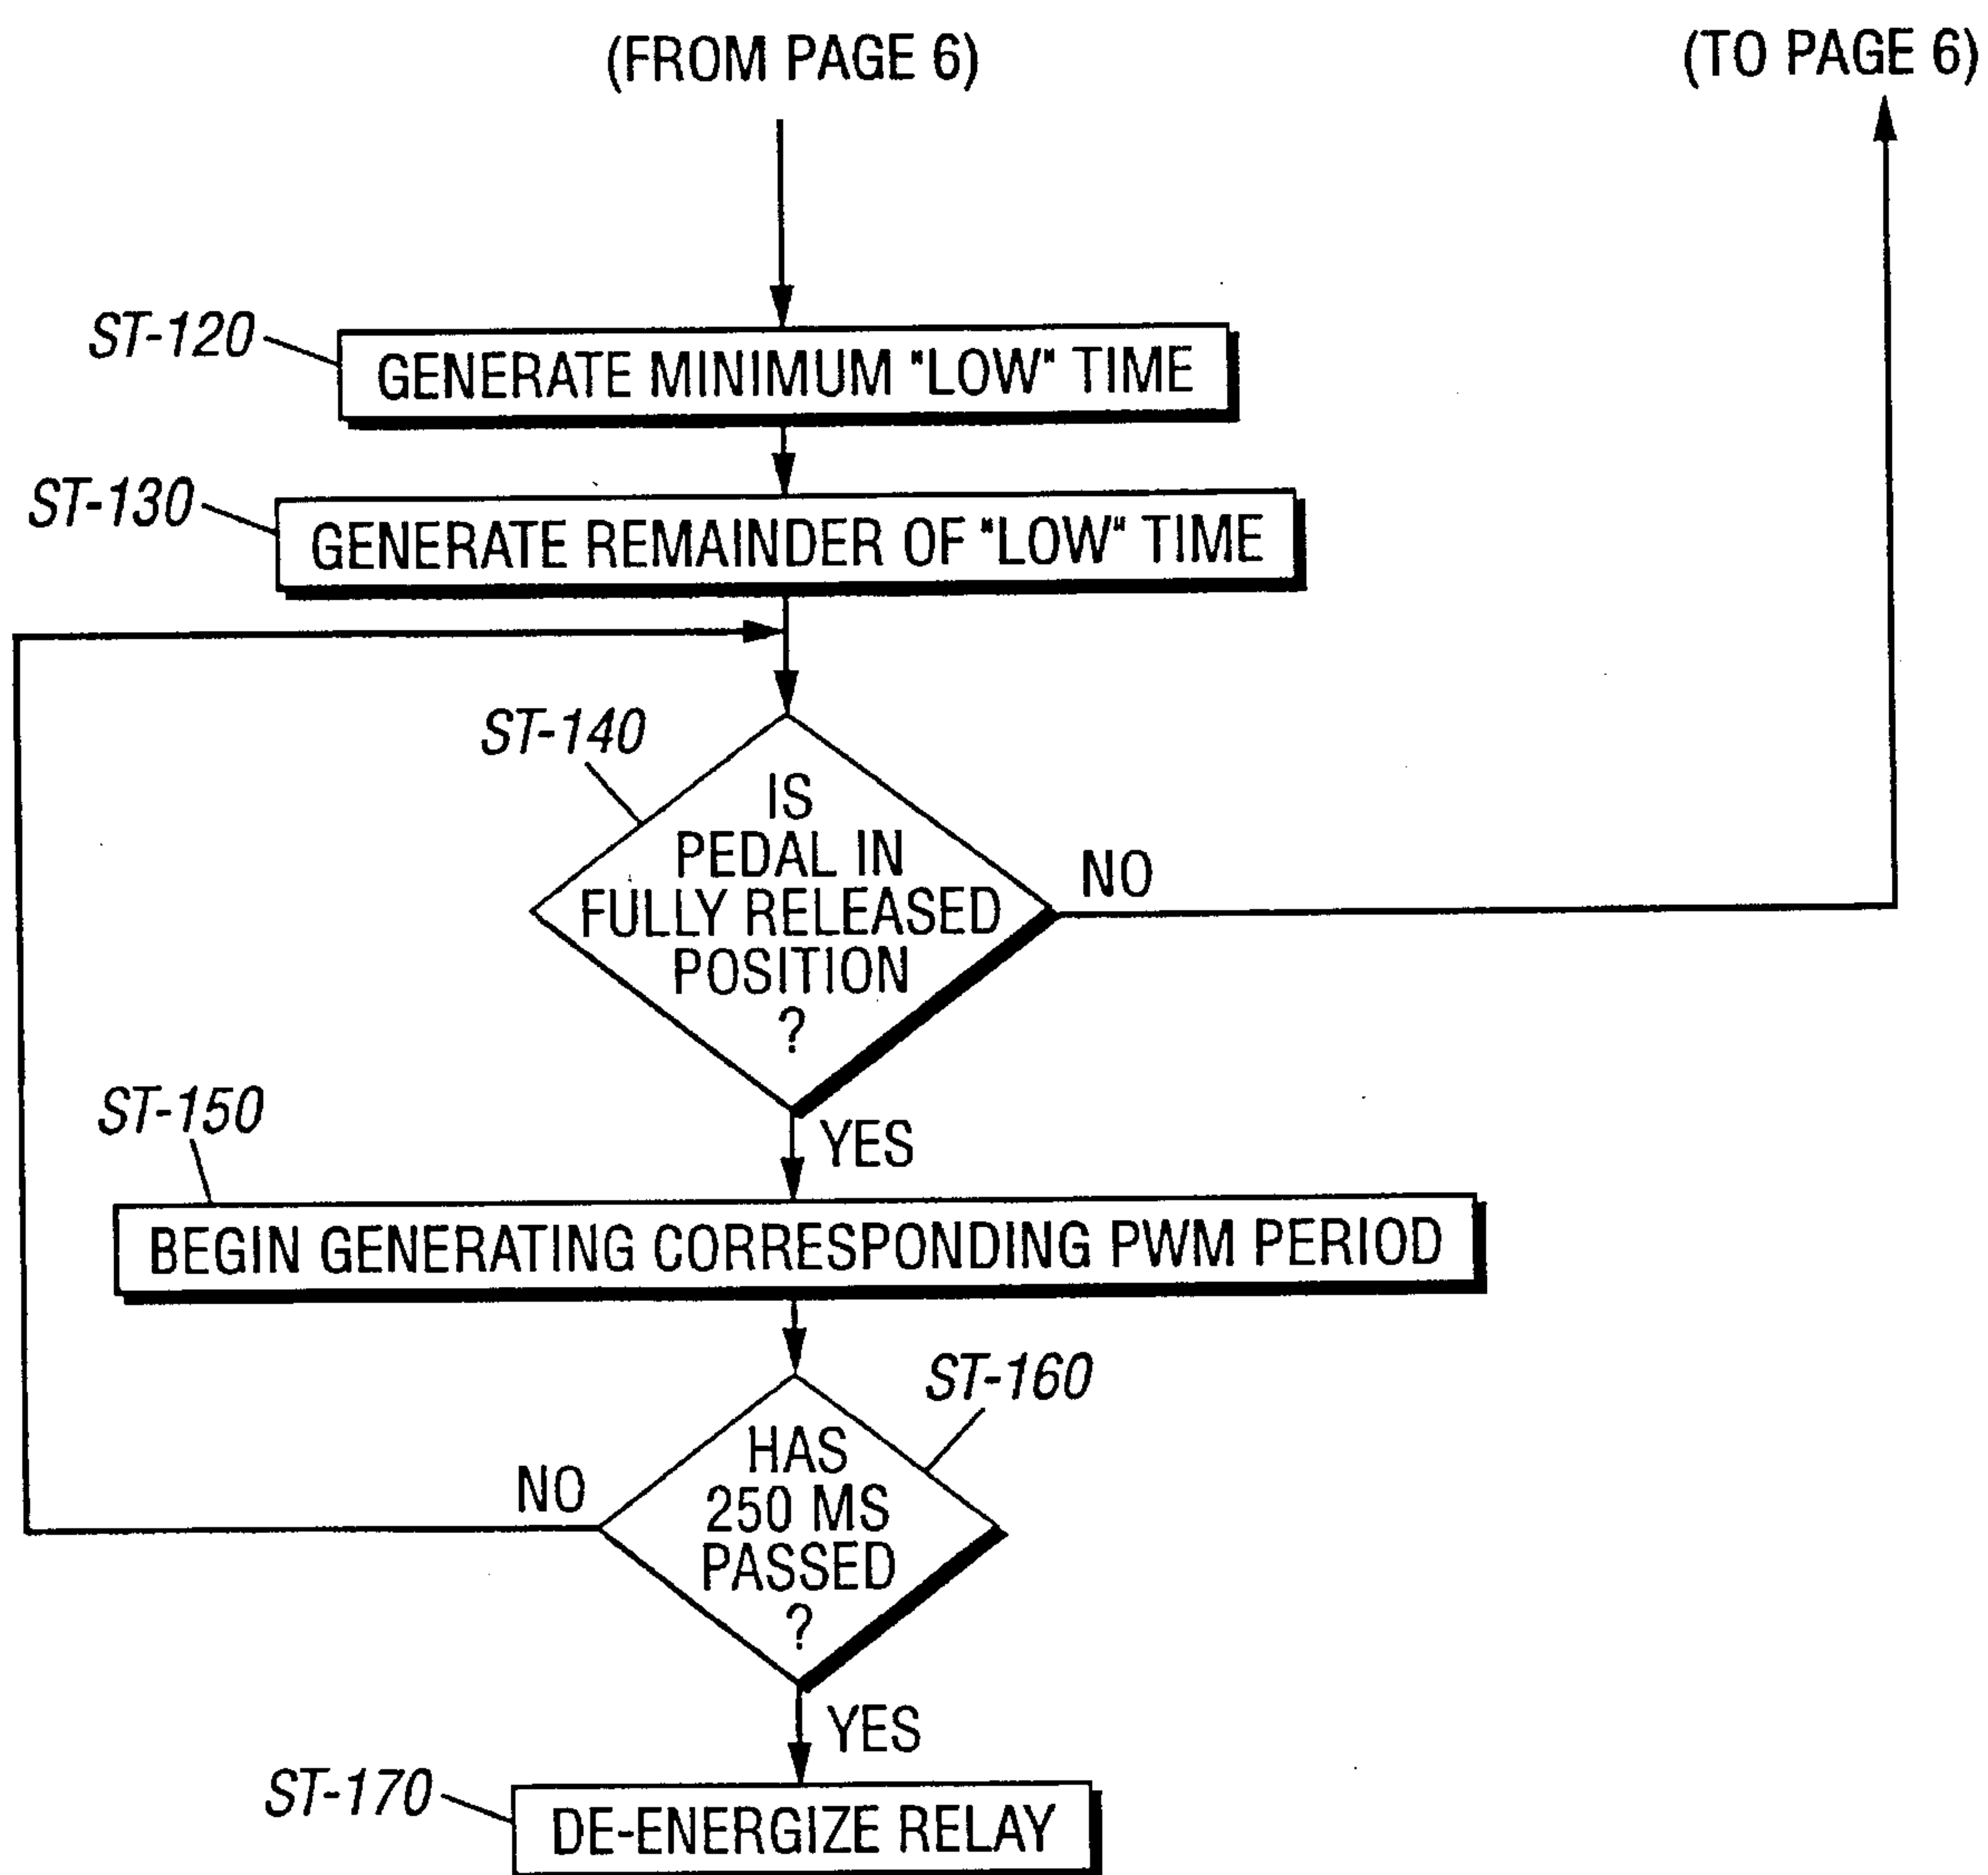 (FROM PAGE 6)
(TO PAGE 6)
ST-120
GENERATE MINIMUM "LOW" TIME
ST-130
GENERATE REMAINDER OF "LOW" TIME
ST-140
IS
PEDAL IN
FULLY RELEASED
POSITION
?
NO
YES
ST-150
BEGIN GENERATING CORRESPONDING PWM PERIOD
ST-160
HAS
250 MS
PASSED
?
NO
YES
ST-170
DE-ENERGIZE RELAY